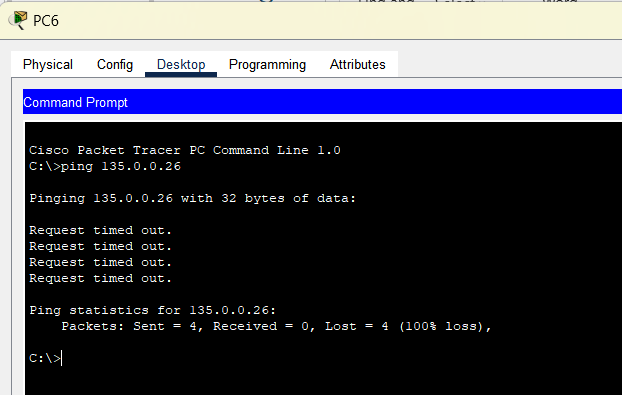 PC6
Physical Config Desktop Programming Attributes
Command Prompt
Cisco Packet Tracer PC Command Line 1.0
C:\>ping 135.0.0.26
Pinging 135.0.0.26 with 32 bytes of data:
Request timed out.
Request timed out.
Request timed out.
Request timed out.
Ping statistics for 135.0.0.26:
Packets: Sent = 4, Received = 0, Lost = 4 (100% loss),
C:\>